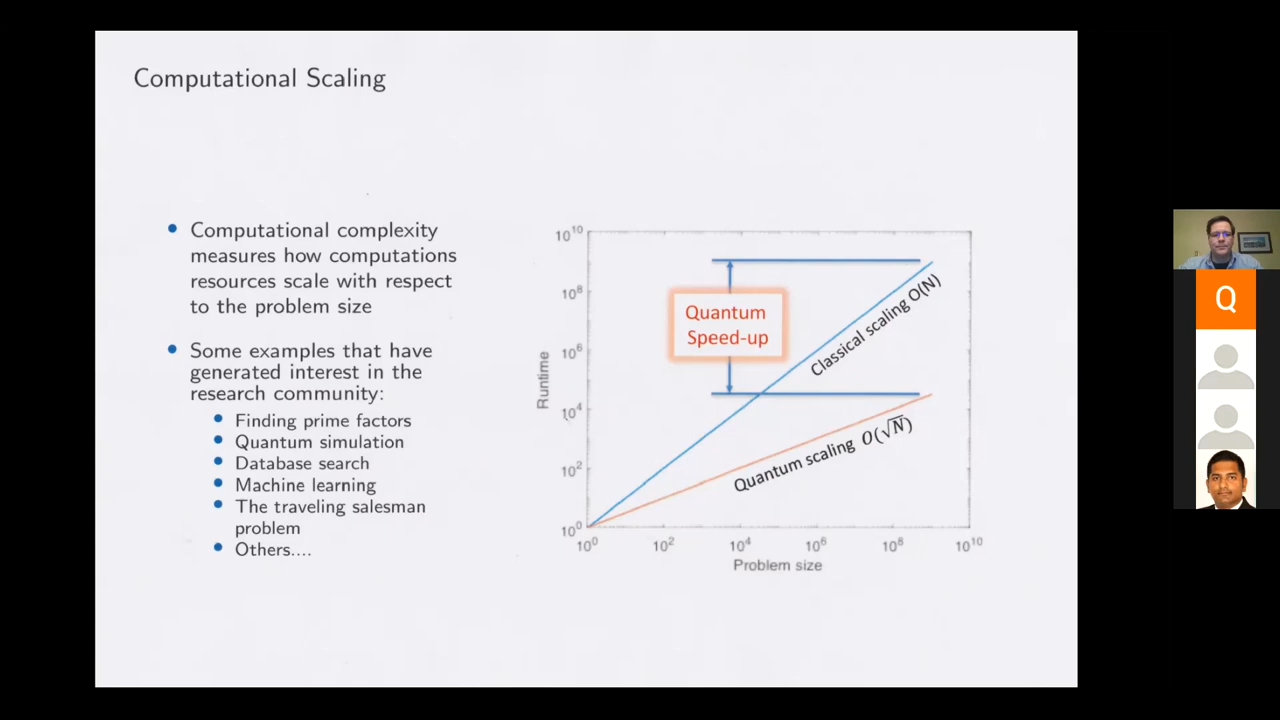 Computational Scaling
Computational complexity
measures how computations
resources scale with respect
to the problem size
Some examples that have
generated interest in the
research community:
Finding prime factors
Quantum simulation
Database search
Machine learning
The traveling salesman
problem
Others....
Runtime
10¹⁰
10⁸
10⁶
10⁴
10²
10⁰
Quantum
Speed-up
Classical scaling O(N)
Quantum scaling O(√N)
10⁰ 10² 10⁴ 10⁶ 10⁸ 10¹⁰
Problem size
Q